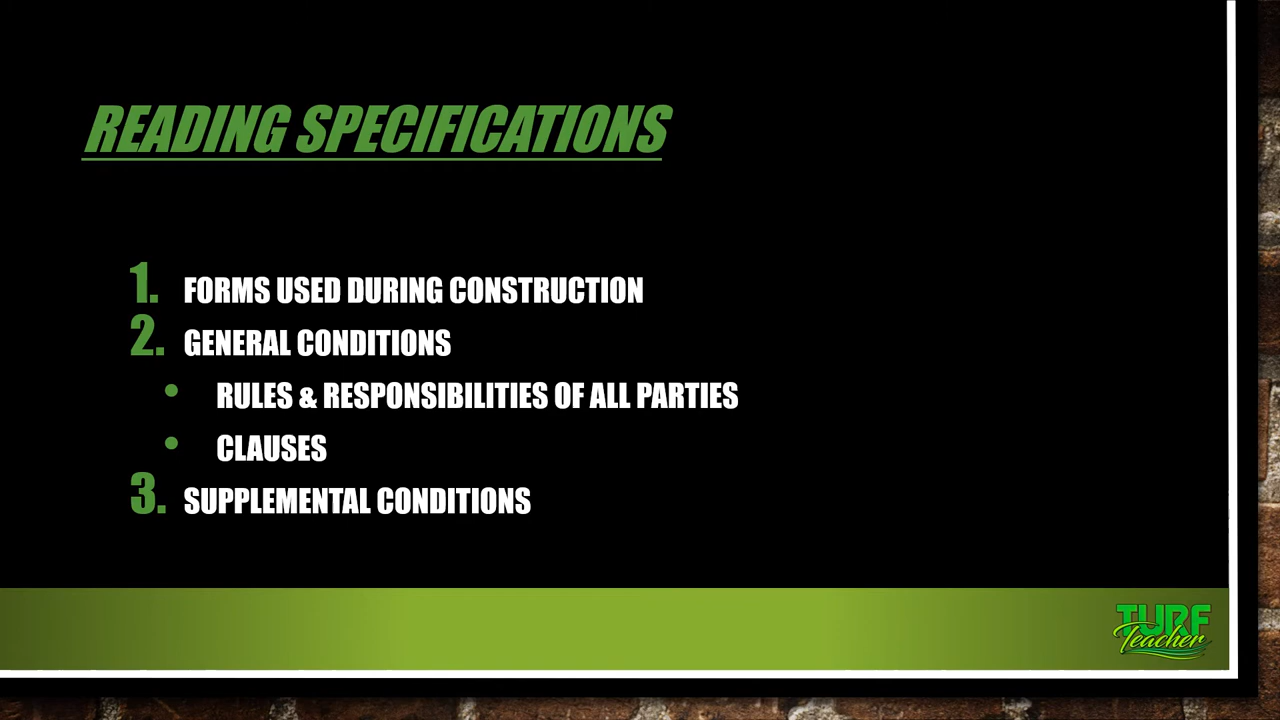 READING SPECIFICATIONS
1. FORMS USED DURING CONSTRUCTION
2. GENERAL CONDITIONS
• RULES & RESPONSIBILITIES OF ALL PARTIES
• CLAUSES
3. SUPPLEMENTAL CONDITIONS
TURF
Teacher